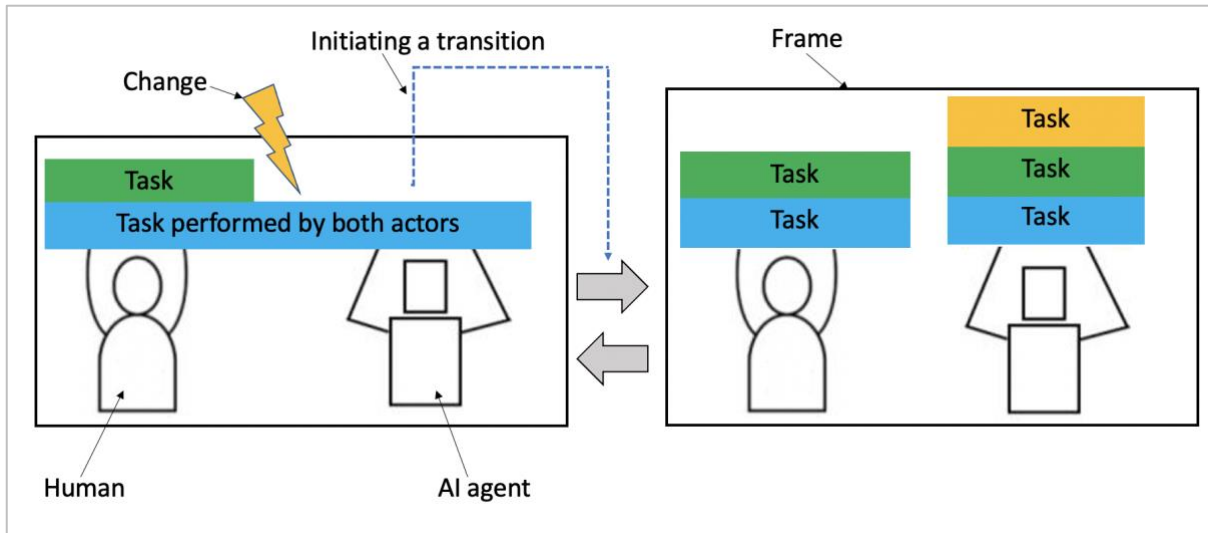 Initiating a transition
Frame
Change
Task
Task performed by both actors
Task
Task
Task
Task
Task
Human
AI agent